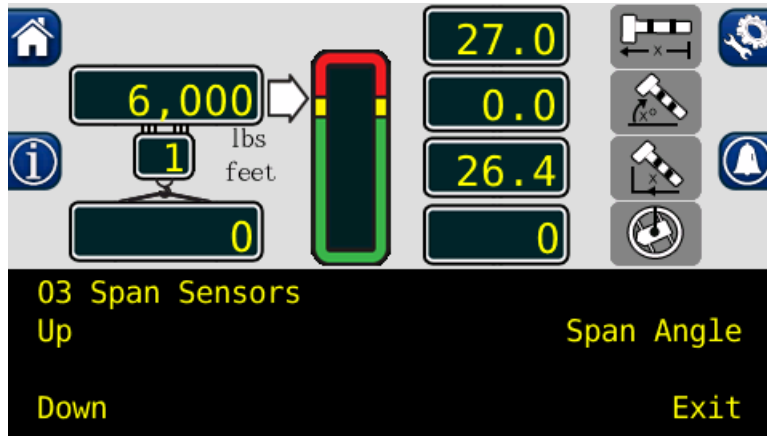 27.0
6,000
0.0
1
lbs
feet
26.4
0
0
x
x°
x
i
03 Span Sensors
Up
Span Angle
Down
Exit